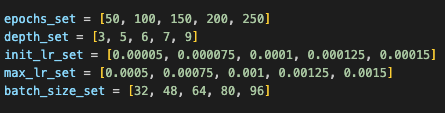 epochs_set = [50, 100, 150, 200, 250]
depth_set = [3, 5, 6, 7, 9]
init_lr_set = [0.00005, 0.000075, 0.0001, 0.000125, 0.00015]
max_lr_set = [0.0005, 0.00075, 0.001, 0.00125, 0.0015]
batch_size_set = [32, 48, 64, 80, 96]